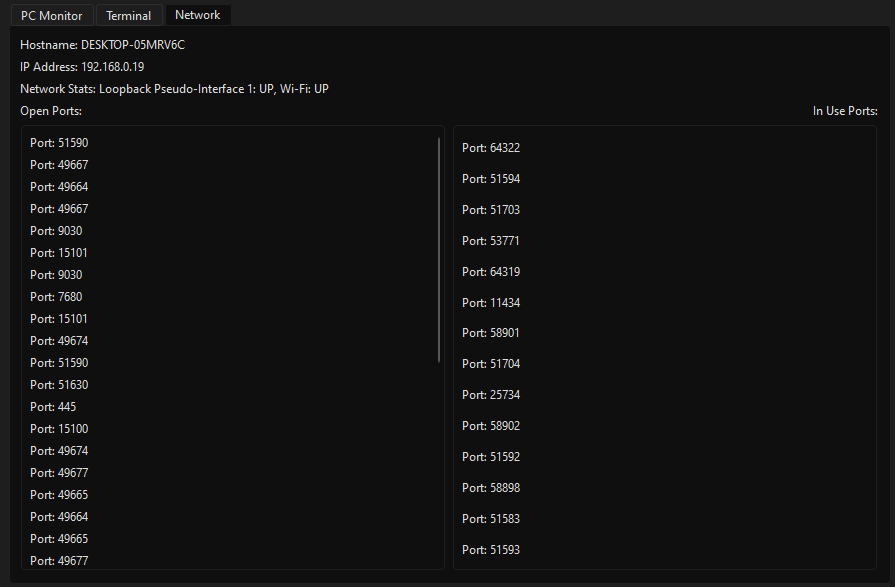 PC Monitor Terminal Network
Hostname: DESKTOP-05MRV6C
IP Address: 192.168.0.19
Network Stats: Loopback Pseudo-Interface 1: UP, Wi-Fi: UP
Open Ports:
Port: 51590
Port: 49667
Port: 49664
Port: 49667
Port: 9030
Port: 15101
Port: 9030
Port: 7680
Port: 15101
Port: 49674
Port: 51590
Port: 51630
Port: 445
Port: 15100
Port: 49674
Port: 49677
Port: 49665
Port: 49664
Port: 49665
Port: 49677
In Use Ports:
Port: 64322
Port: 51594
Port: 51703
Port: 53771
Port: 64319
Port: 11434
Port: 58901
Port: 51704
Port: 25734
Port: 58902
Port: 51592
Port: 58898
Port: 51583
Port: 51593